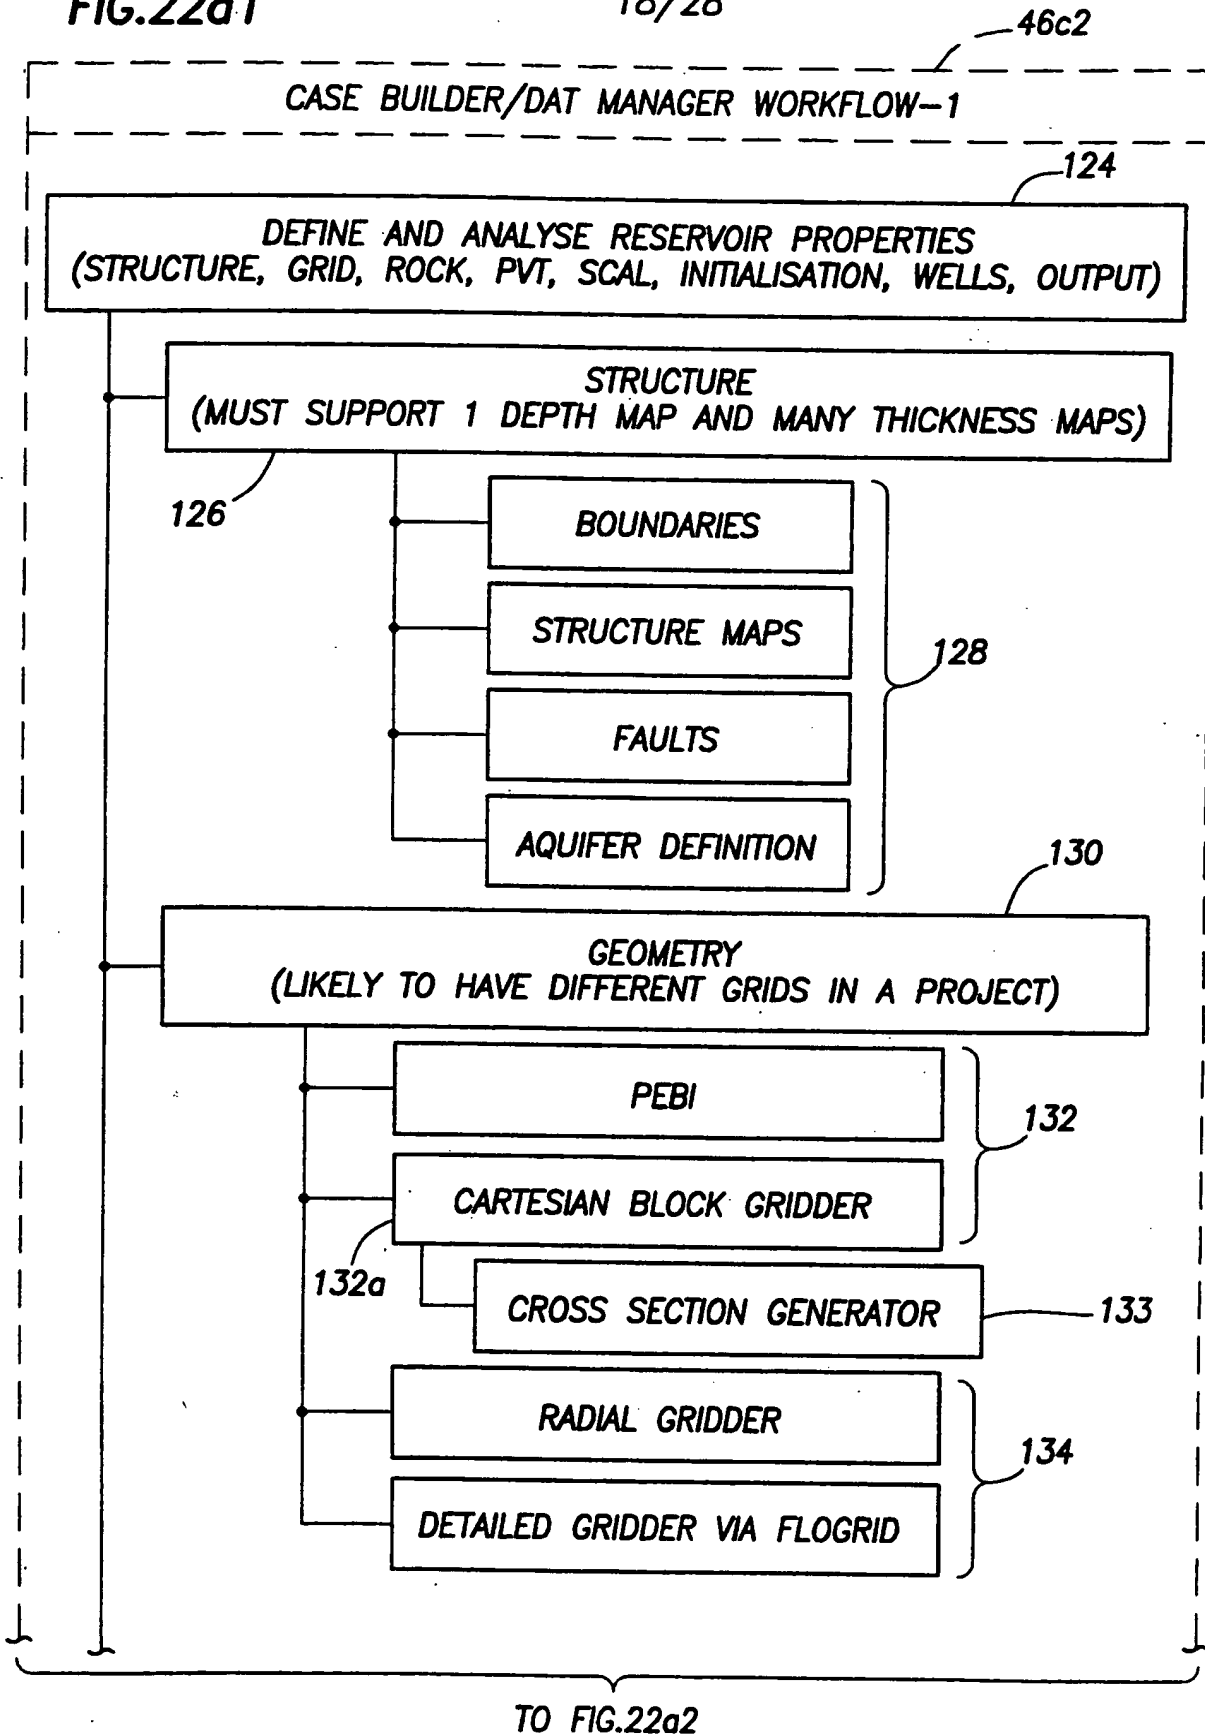 FIG.22a1
18/28
46c2
CASE BUILDER/DAT MANAGER WORKFLOW-1
124
DEFINE AND ANALYSE RESERVOIR PROPERTIES
(STRUCTURE, GRID, ROCK, PVT, SCAL, INITIALISATION, WELLS, OUTPUT)
STRUCTURE
(MUST SUPPORT 1 DEPTH MAP AND MANY THICKNESS MAPS)
126
BOUNDARIES
STRUCTURE MAPS
128
FAULTS
AQUIFER DEFINITION
130
GEOMETRY
(LIKELY TO HAVE DIFFERENT GRIDS IN A PROJECT)
PEBI
132
CARTESIAN BLOCK GRIDDER
132a
CROSS SECTION GENERATOR
133
RADIAL GRIDDER
134
DETAILED GRIDDER VIA FLOGRID
TO FIG.22a2